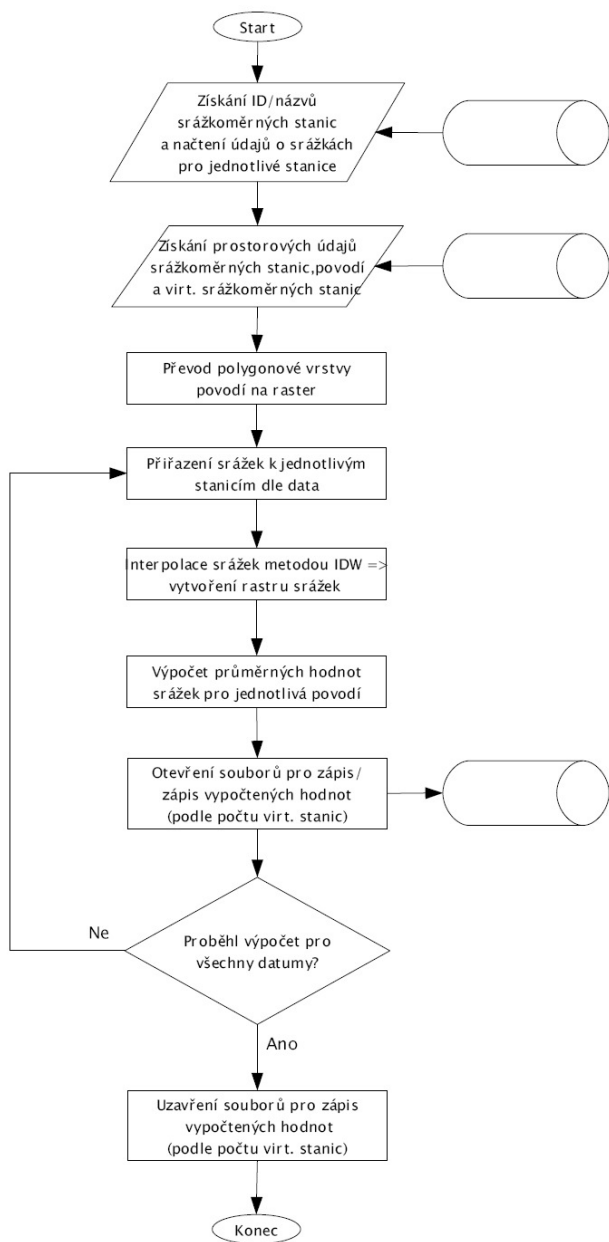 Start
Získání ID/názvů
srážkoměrných stanic
a načtení údajů o srážkách
pro jednotlivé stanice
Získání prostorových údajů
srážkoměrných stanic,povodí
a virt. srážkoměrných stanic
Převod polygonové vrstvy
povodí na raster
Přiřazení srážek k jednotlivým
stanicím dle data
Interpolace srážek metodou IDW =>
vytvoření rastru srážek
Výpočet průměrných hodnot
srážek pro jednotlivá povodí
Otevření souborů pro zápis/
zápis vypočtených hodnot
(podle počtu virt. stanic)
Ne
Proběhl výpočet pro
všechny datumy?
Ano
Uzavření souborů pro zápis
vypočtených hodnot
(podle počtu virt. stanic)
Konec